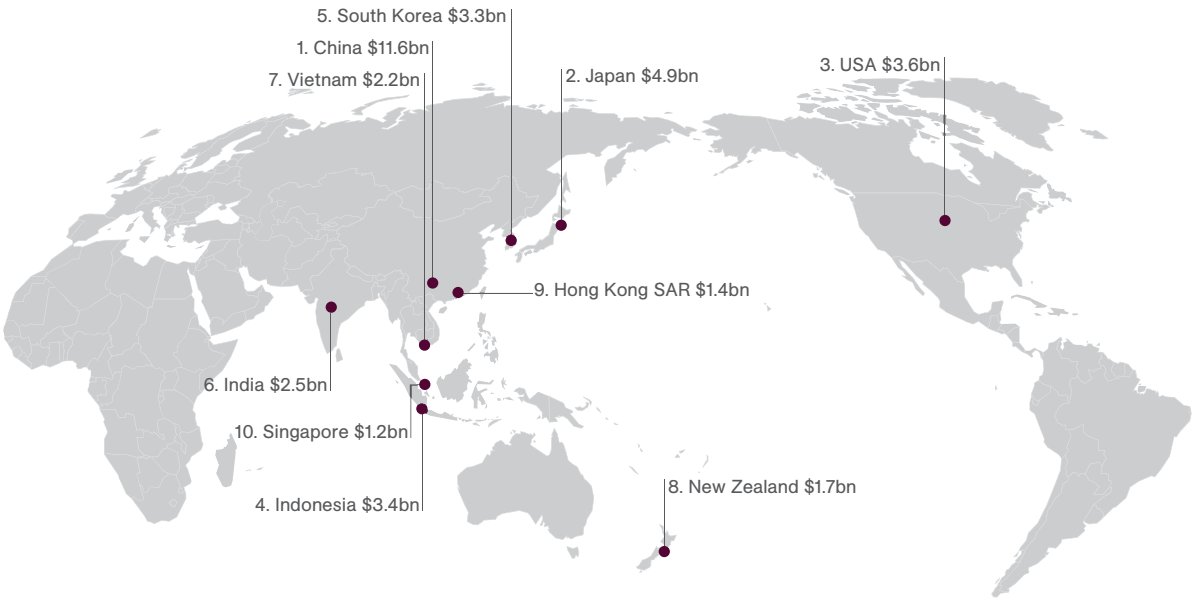 5. South Korea $3.3bn
1. China $11.6bn
3. USA $3.6bn
7. Vietnam $2.2bn
2. Japan $4.9bn
9. Hong Kong SAR $1.4bn
6. India $2.5bn
10. Singapore $1.2bn
8. New Zealand $1.7bn
4. Indonesia $3.4bn